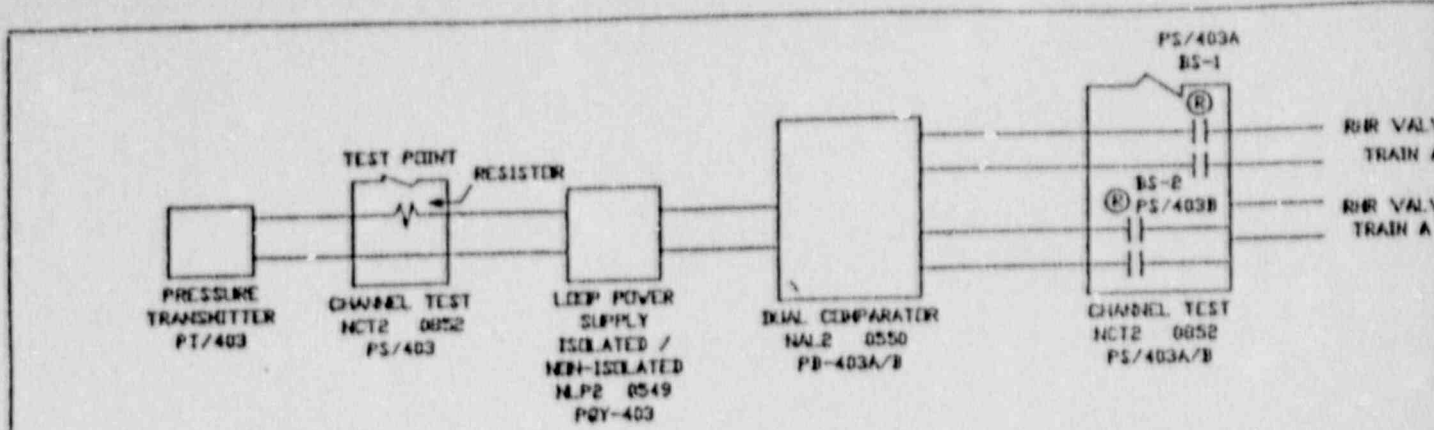 PS/403A
BS-1
R
RHR VALV
TRAIN A
TEST POINT
RESISTOR
BS-2
R PS/403B
RHR VALV
TRAIN A
PRESSURE
TRANSMITTER
PT/403
CHANNEL TEST
NCT2 0852
PS/403
LOOP POWER
SUPPLY
ISOLATED /
NON-ISOLATED
NLP2 0549
PQY-403
DUAL COMPARATOR
NAL2 0550
PB-403A/B
CHANNEL TEST
NCT2 0852
PS/403A/B